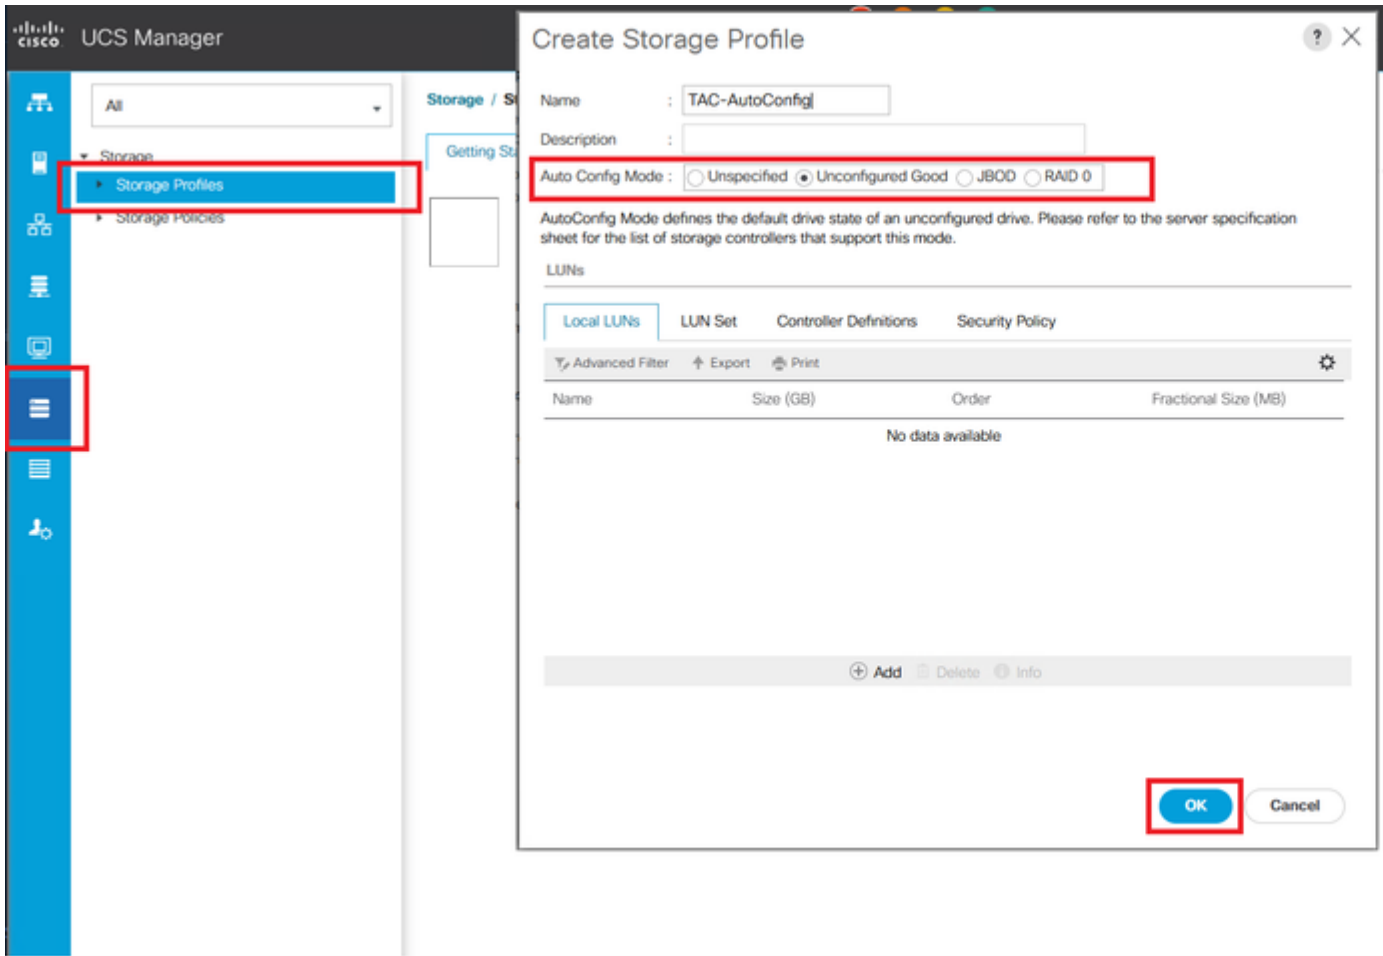 cisco UCS Manager
All
Storage
Storage Profiles
Storage Policies
Storage / S
Getting St
Create Storage Profile
?
Name : TAC-AutoConfig
Description :
Auto Config Mode : Unspecified Unconfigured Good JBOD RAID 0
AutoConfig Mode defines the default drive state of an unconfigured drive. Please refer to the server specification
sheet for the list of storage controllers that support this mode.
LUNs
Local LUNs LUN Set Controller Definitions Security Policy
Advanced Filter Export Print
Name Size (GB) Order Fractional Size (MB)
No data available
Add Delete Info
OK Cancel